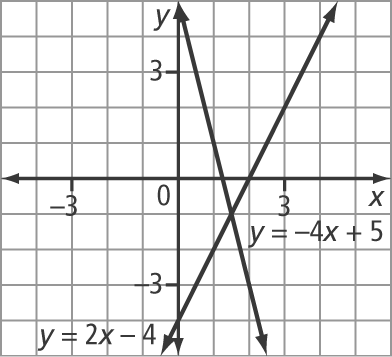 y
3
−3
0
3
x
y = −4x + 5
−3
y = 2x − 4